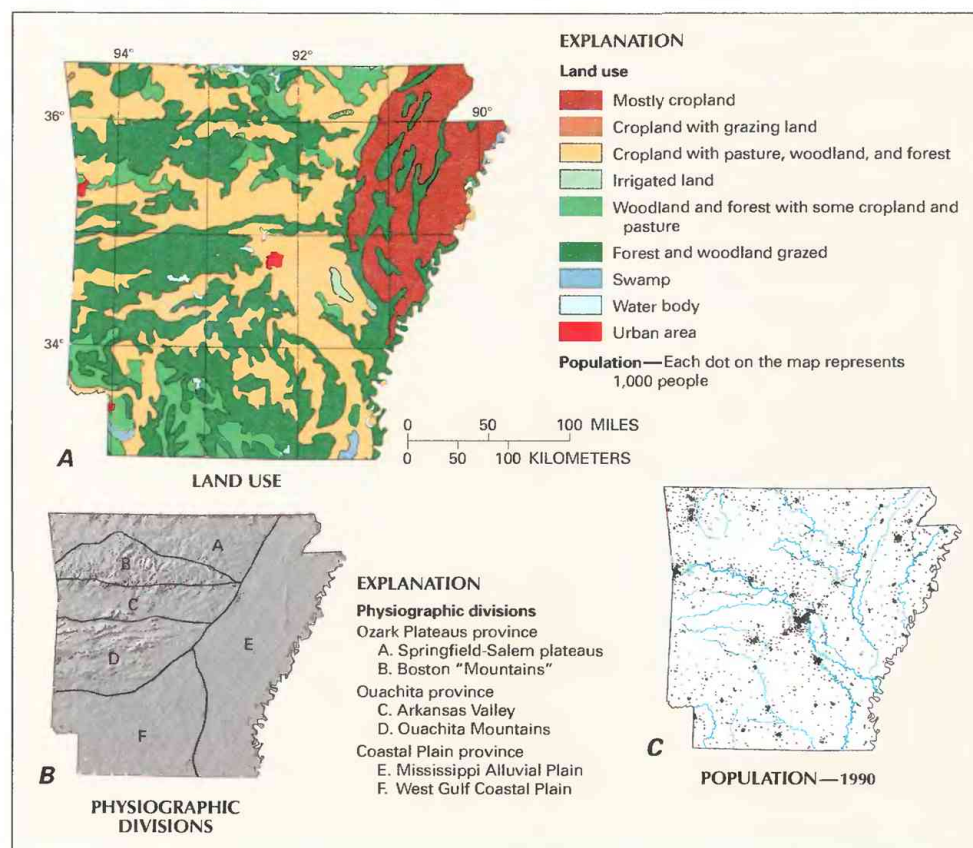 94°
92°
36°
90°
34°
A
LAND USE
EXPLANATION
Land use
Mostly cropland
Cropland with grazing land
Cropland with pasture, woodland, and forest
Irrigated land
Woodland and forest with some cropland and
pasture
Forest and woodland grazed
Swamp
Water body
Urban area
Population—Each dot on the map represents
1,000 people
0 50 100 MILES
0 50 100 KILOMETERS
A
B
C
D
E
F
B
PHYSIOGRAPHIC
DIVISIONS
EXPLANATION
Physiographic divisions
Ozark Plateaus province
A. Springfield-Salem plateaus
B. Boston "Mountains"
Ouachita province
C. Arkansas Valley
D. Ouachita Mountains
Coastal Plain province
E. Mississippi Alluvial Plain
F. West Gulf Coastal Plain
C
POPULATION—1990